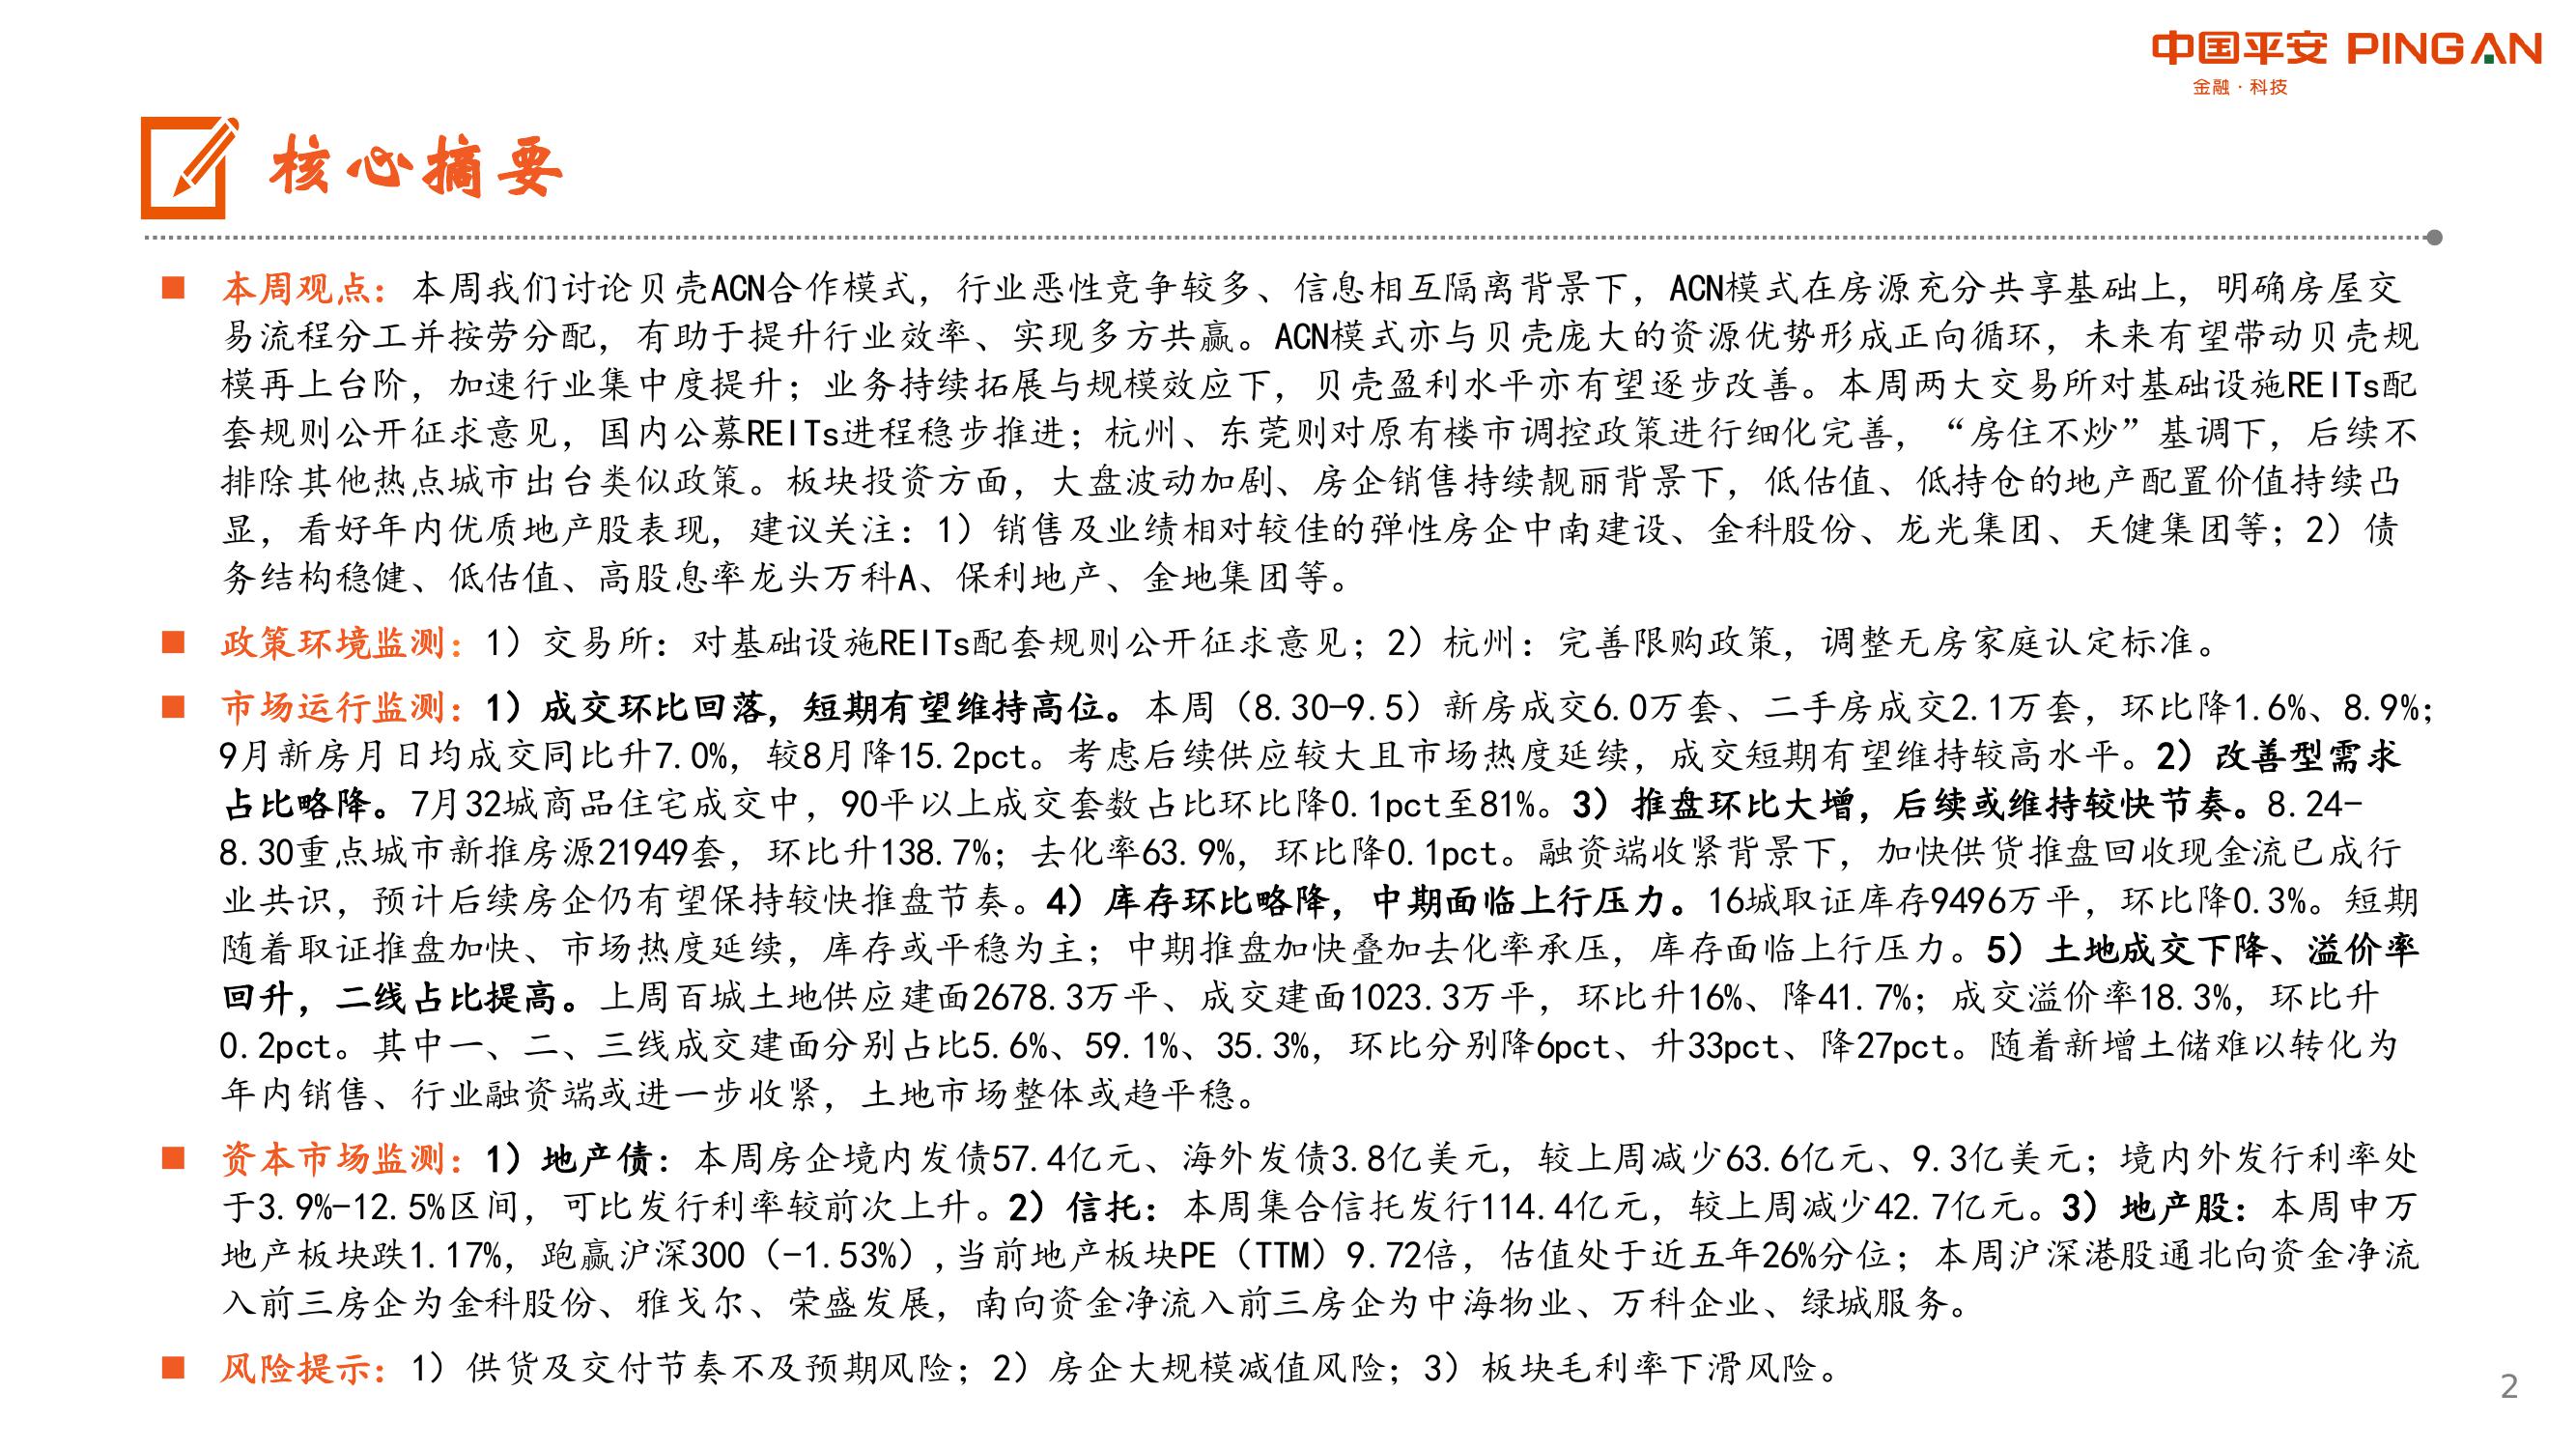 中国平安 PINGAN
金融·科技
核心摘要
■ 本周观点：本周我们讨论贝壳ACN合作模式，行业恶性竞争较多、信息相互隔离背景下，ACN模式在房源充分共享基础上，明确房屋交
易流程分工并按劳分配，有助于提升行业效率、实现多方共赢。ACN模式亦与贝壳庞大的资源优势形成正向循环，未来有望带动贝壳规
模再上台阶，加速行业集中度提升；业务持续拓展与规模效应下，贝壳盈利水平亦有望逐步改善。本周两大交易所对基础设施REITs配
套规则公开征求意见，国内公募REITs进程稳步推进；杭州、东莞则对原有楼市调控政策进行细化完善，“房住不炒”基调下，后续不
排除其他热点城市出台类似政策。板块投资方面，大盘波动加剧、房企销售持续靓丽背景下，低估值、低持仓的地产配置价值持续凸
显，看好年内优质地产股表现，建议关注：1）销售及业绩相对较佳的弹性房企中南建设、金科股份、龙光集团、天健集团等；2）债
务结构稳健、低估值、高股息率龙头万科A、保利地产、金地集团等。
■ 政策环境监测：1）交易所：对基础设施REITs配套规则公开征求意见；2）杭州：完善限购政策，调整无房家庭认定标准。
■ 市场运行监测：1）成交环比回落，短期有望维持高位。本周（8.30-9.5）新房成交6.0万套、二手房成交2.1万套，环比降1.6%、8.9%；
9月新房月日均成交同比升7.0%，较8月降15.2pct。考虑后续供应较大且市场热度延续，成交短期有望维持较高水平。2）改善型需求
占比略降。7月32城商品住宅成交中，90平以上成交套数占比环比降0.1pct至81%。3）推盘环比大增，后续或维持较快节奏。8.24-
8.30重点城市新推房源21949套，环比升138.7%；去化率63.9%，环比降0.1pct。融资端收紧背景下，加快供货推盘回收现金流已成行
业共识，预计后续房企仍有望保持较快推盘节奏。4）库存环比略降，中期面临上行压力。16城取证库存9496万平，环比降0.3%。短期
随着取证推盘加快、市场热度延续，库存或平稳为主；中期推盘加快叠加去化率承压，库存面临上行压力。5）土地成交下降、溢价率
回升，二线占比提高。上周百城土地供应建面2678.3万平、成交建面1023.3万平，环比升16%、降41.7%；成交溢价率18.3%，环比升
0.2pct。其中一、二、三线成交建面分别占比5.6%、59.1%、35.3%，环比分别降6pct、升33pct、降27pct。随着新增土储难以转化为
年内销售、行业融资端或进一步收紧，土地市场整体或趋平稳。
■ 资本市场监测：1）地产债：本周房企境内发债57.4亿元、海外发债3.8亿美元，较上周减少63.6亿元、9.3亿美元；境内外发行利率处
于3.9%-12.5%区间，可比发行利率较前次上升。2）信托：本周集合信托发行114.4亿元，较上周减少42.7亿元。3）地产股：本周申万
地产板块跌1.17%，跑赢沪深300（-1.53%）,当前地产板块PE（TTM）9.72倍，估值处于近五年26%分位；本周沪深港股通北向资金净流
入前三房企为金科股份、雅戈尔、荣盛发展，南向资金净流入前三房企为中海物业、万科企业、绿城服务。
■ 风险提示：1）供货及交付节奏不及预期风险；2）房企大规模减值风险；3）板块毛利率下滑风险。
2